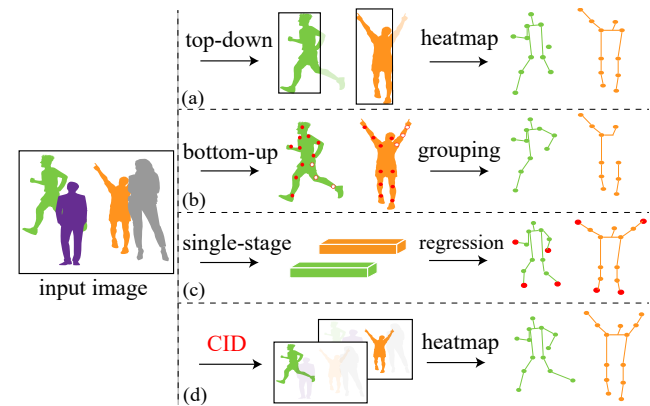 top-down
heatmap
(a)
bottom-up
grouping
(b)
input image
single-stage
regression
(c)
CID
heatmap
(d)